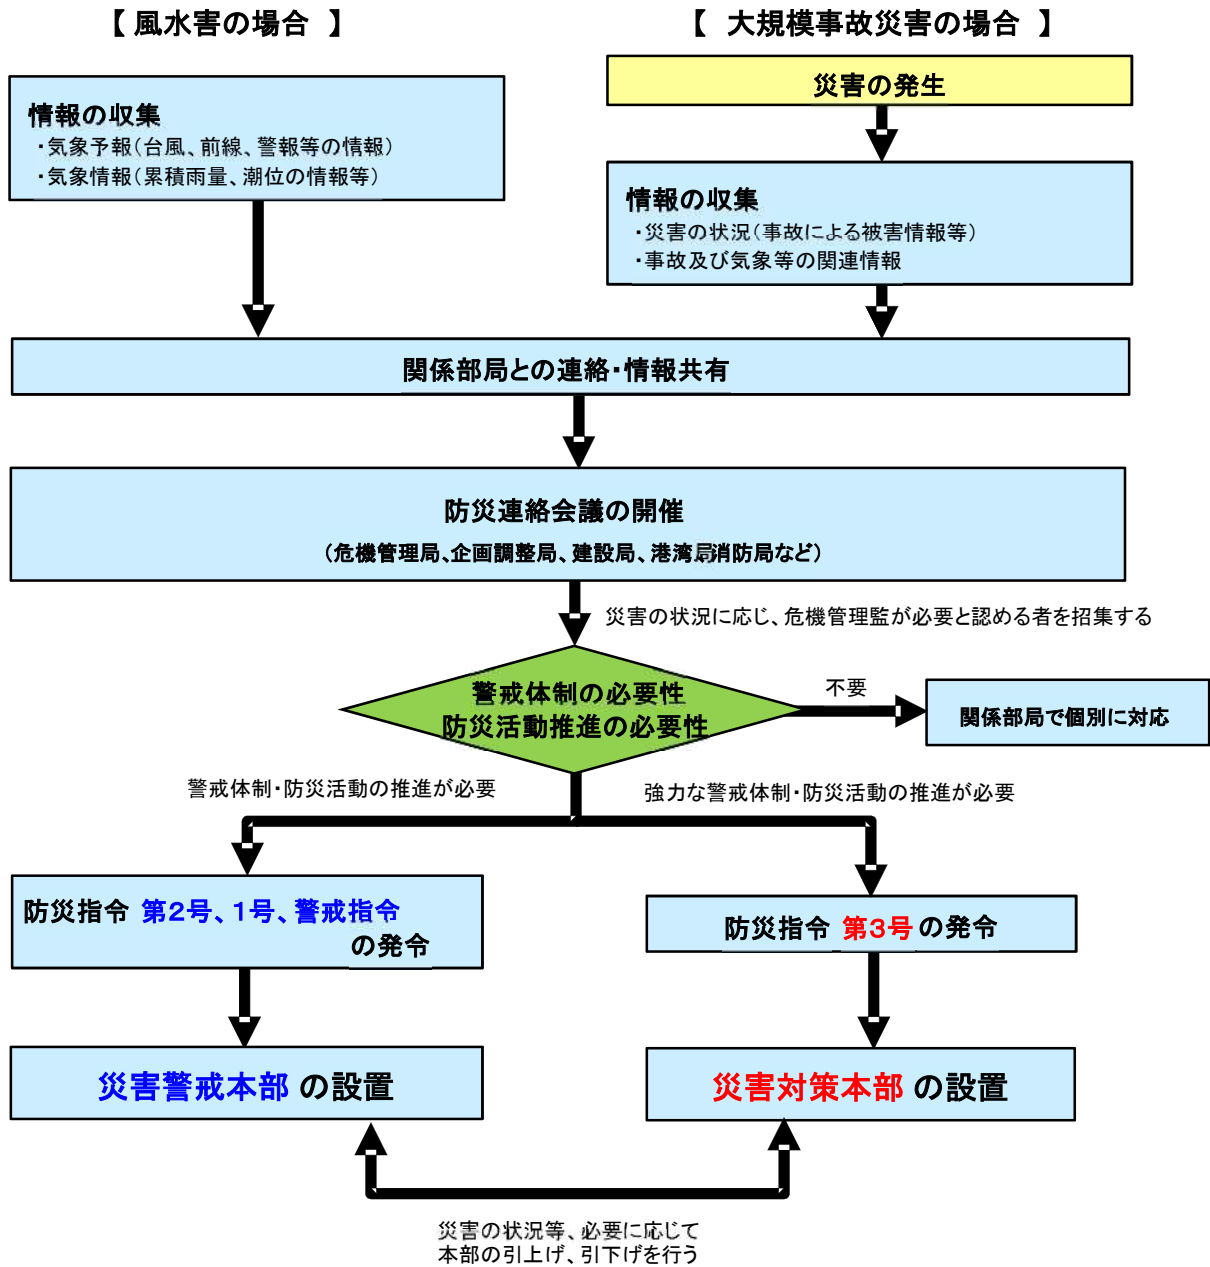 【 風水害の場合 】
【 大規模事故災害の場合 】
災害の発生
情報の収集
・気象予報(台風、前線、警報等の情報)
・気象情報(累積雨量、潮位の情報等)
情報の収集
・災害の状況(事故による被害情報等)
・事故及び気象等の関連情報
関係部局との連絡・情報共有
防災連絡会議の開催
(危機管理局、企画調整局、建設局、港湾局消防局など)
災害の状況に応じ、危機管理監が必要と認める者を招集する
警戒体制の必要性
防災活動推進の必要性
不要
関係部局で個別に対応
警戒体制・防災活動の推進が必要
強力な警戒体制・防災活動の推進が必要
防災指令 第2号、1号、警戒指令
の発令
防災指令 第3号 の発令
災害警戒本部 の設置
災害対策本部 の設置
災害の状況等、必要に応じて
本部の引上げ、引下げを行う